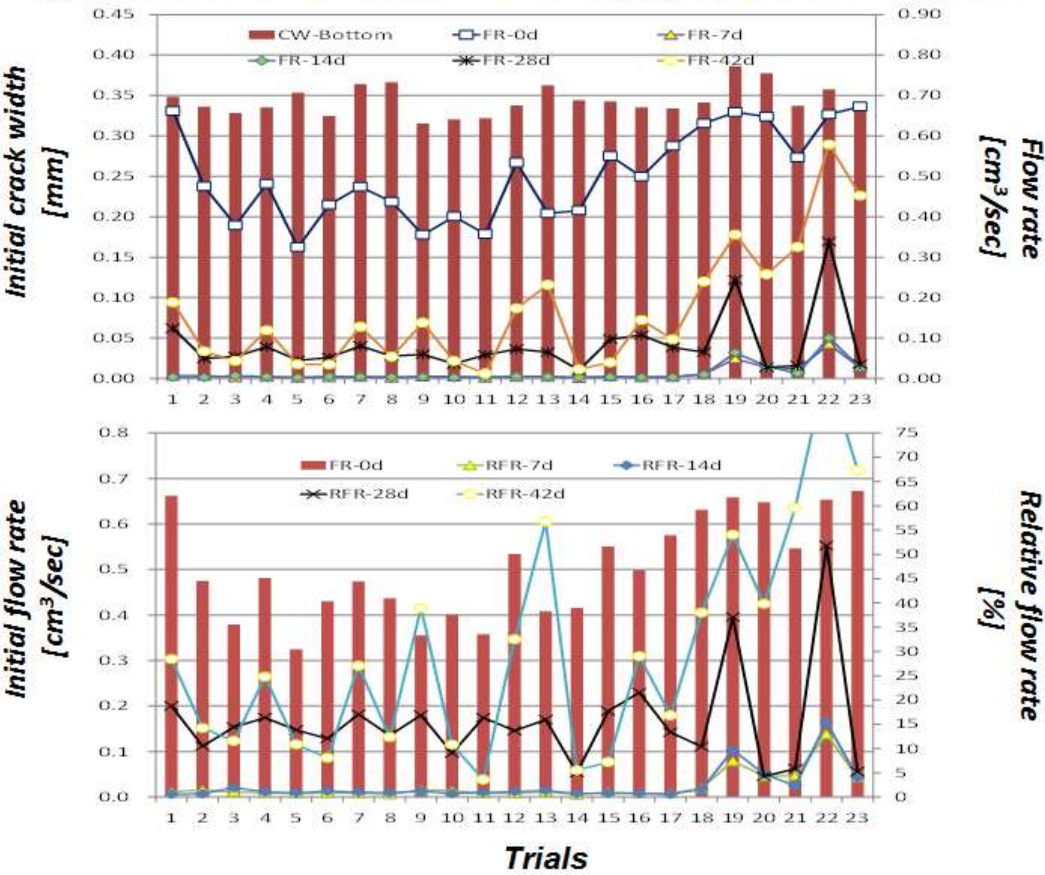 0.45 0.90
CW-Bottom FR-0d FR-7d
0.40 0.80
FR-14d FR-28d FR-42d
0.35 0.70
0.30 0.60
0.25 0.50
0.20 0.40
0.15 0.30
0.10 0.20
0.05 0.10
0.00 0.00
Initial crack width
[mm]
Flow rate
[cm³/sec]
1 2 3 4 5 6 7 8 9 10 11 12 13 14 15 16 17 18 19 20 21 22 23
0.8 75
70
FR-0d RFR-7d RFR-14d
0.7 65
RFR-28d RFR-42d
60
0.6 55
50
0.5 45
40
0.4 35
30
0.3 25
0.2 20
15
0.1 10
5
0.0 0
Initial flow rate
[cm³/sec]
Relative flow rate
[%]
1 2 3 4 5 6 7 8 9 10 11 12 13 14 15 16 17 18 19 20 21 22 23
Trials